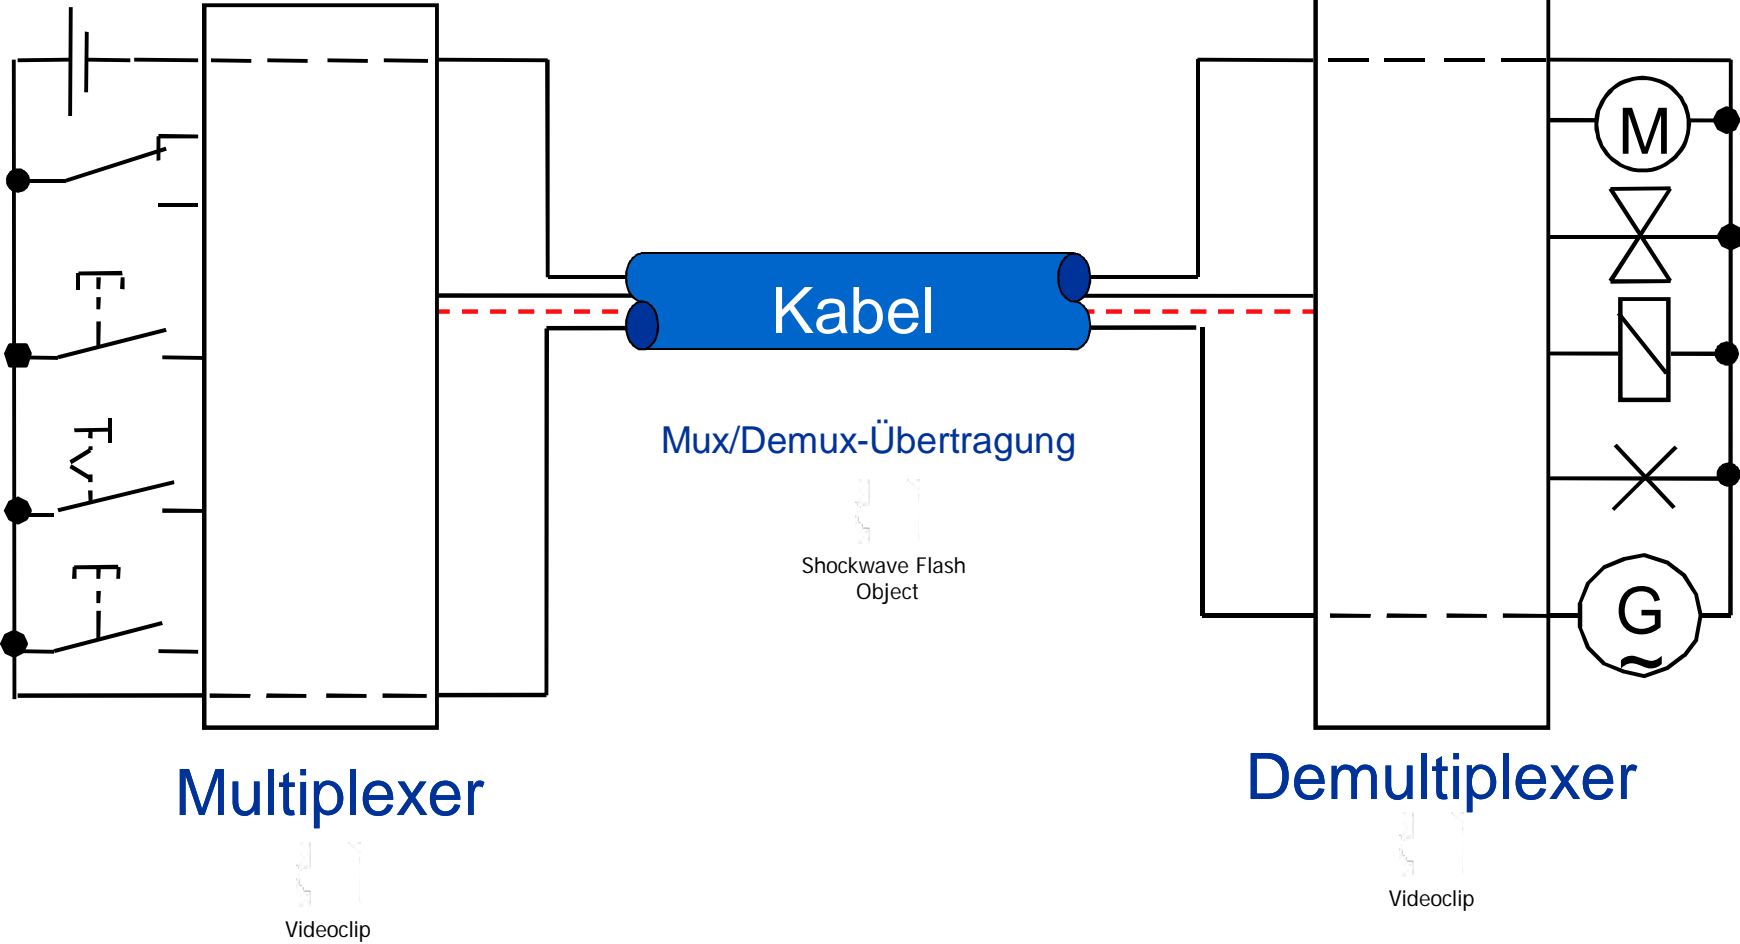 M
Kabel
Mux/Demux-Übertragung
Shockwave Flash
Object
G
~
Multiplexer
Demultiplexer
Videoclip
Videoclip